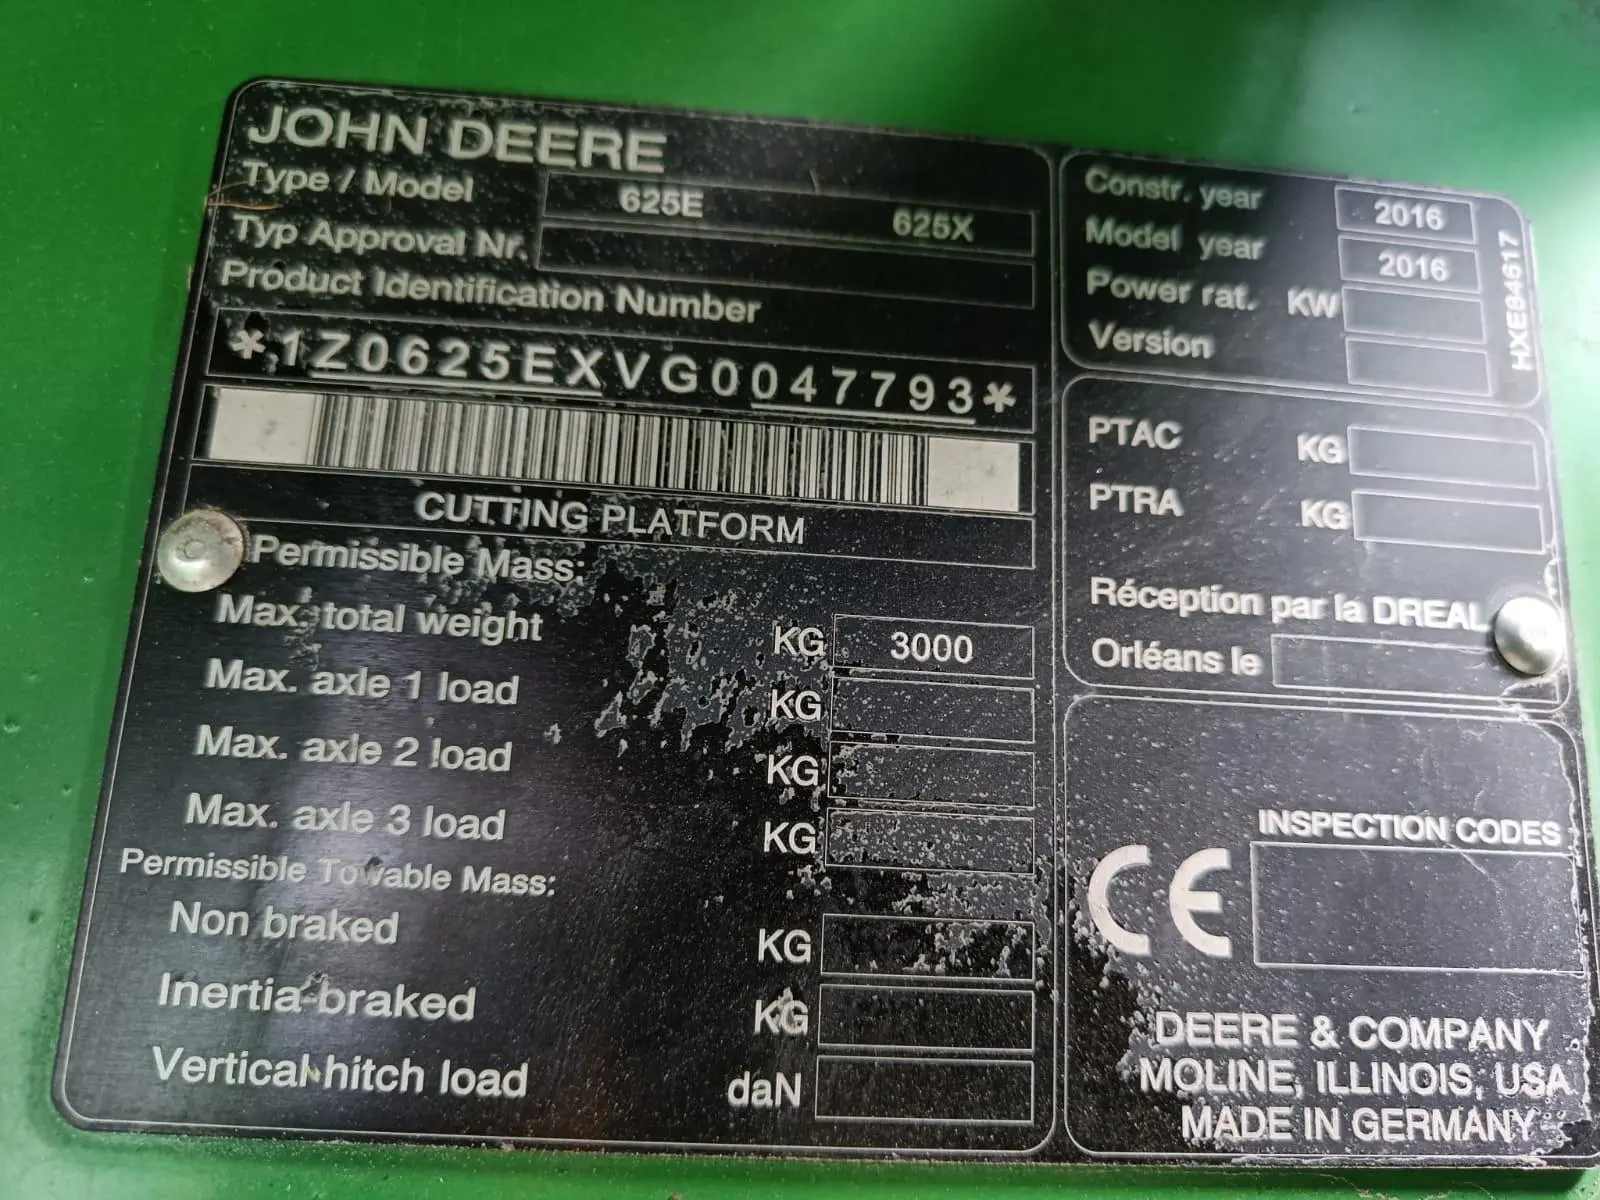 JOHN DEERE
Type / Model 625E 625X
Typ Approval Nr.
Product Identification Number
*1Z0625EXVG0047793*
CUTTING PLATFORM
Permissible Mass:
Max. total weight KG 3000
Max. axle 1 load KG
Max. axle 2 load KG
Max. axle 3 load KG
Permissible Towable Mass:
Non braked KG
Inertia braked KG
Vertical hitch load daN
Constr. year 2016
Model year 2016
Power rat. KW
Version
HXE84617
PTAC KG
PTRA KG
Réception par la DREAL
Orléans le
INSPECTION CODES
CE
DEERE & COMPANY
MOLINE, ILLINOIS, USA
MADE IN GERMANY